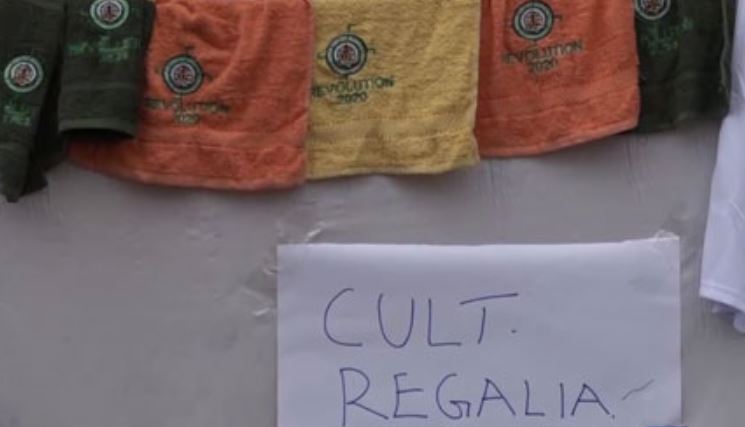 REVOLUTION
2020
REVOLUTION
2020
REVOLUTION
2020
CULT.
REGALIA.